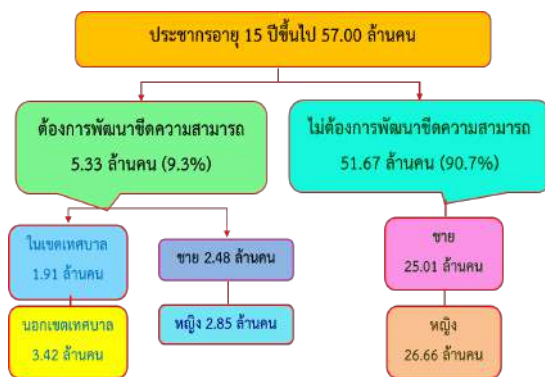 ประชากรอายุ 15 ปีขึ้นไป 57.00 ล้านคน
ต้องการพัฒนาขีดความสามารถ
5.33 ล้านคน (9.3%)
ไม่ต้องการพัฒนาขีดความสามารถ
51.67 ล้านคน (90.7%)
ในเขตเทศบาล
1.91 ล้านคน
นอกเขตเทศบาล
3.42 ล้านคน
ชาย 2.48 ล้านคน
หญิง 2.85 ล้านคน
ชาย
25.01 ล้านคน
หญิง
26.66 ล้านคน